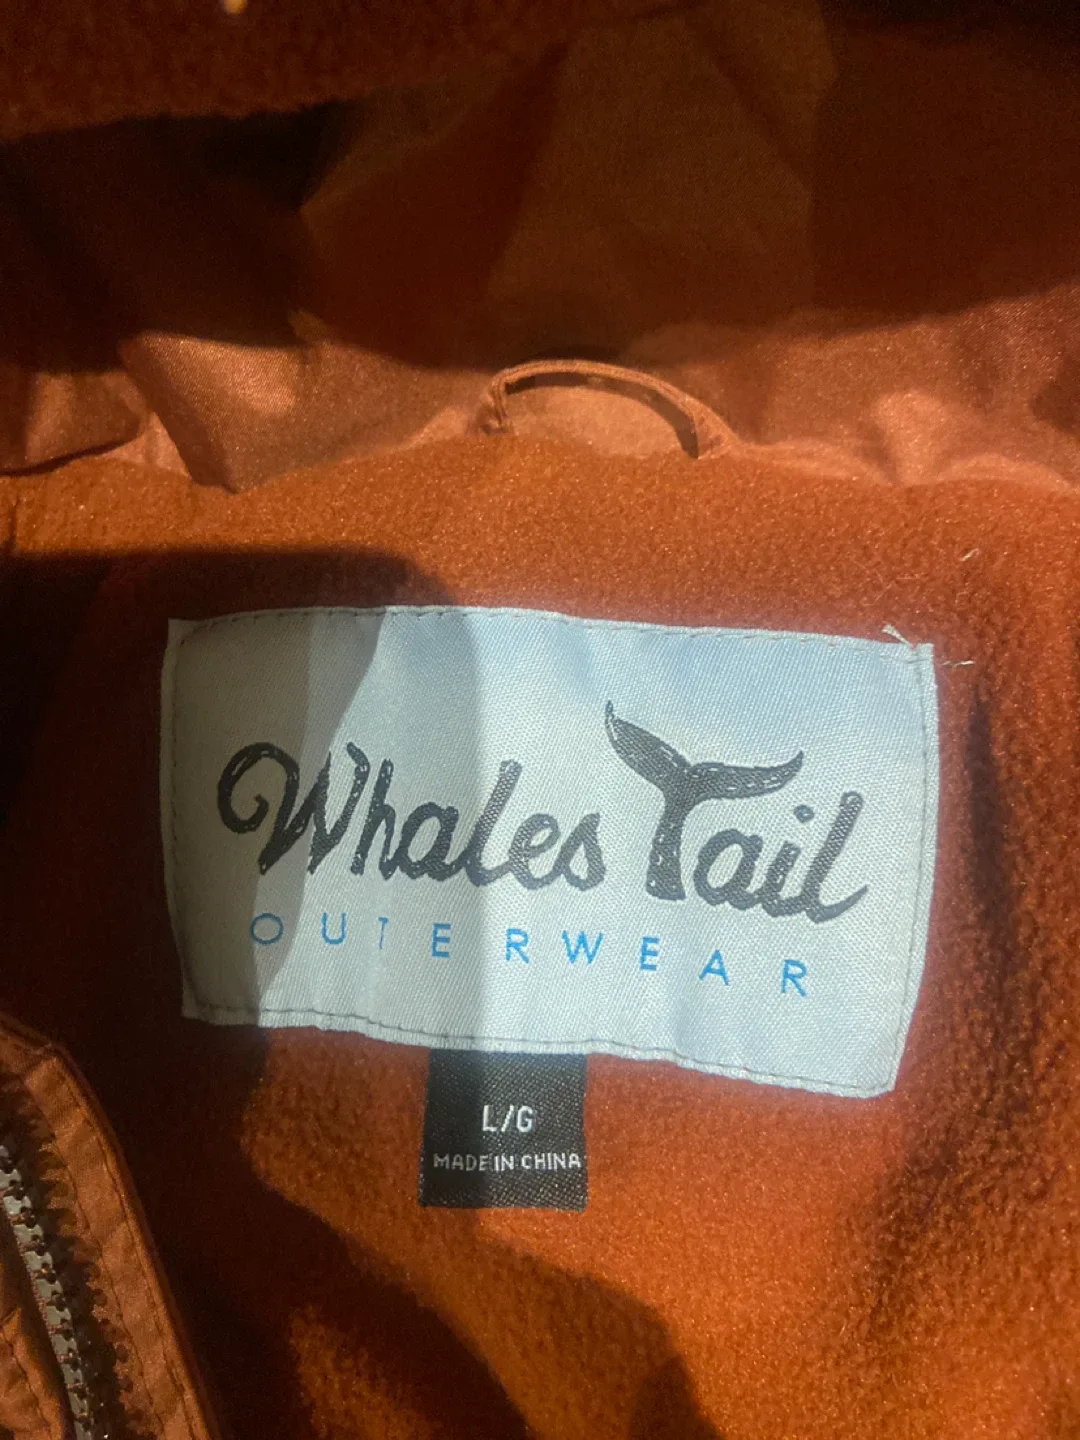 Whales Tail
OUTERWEAR
L/G
MADE IN CHINA